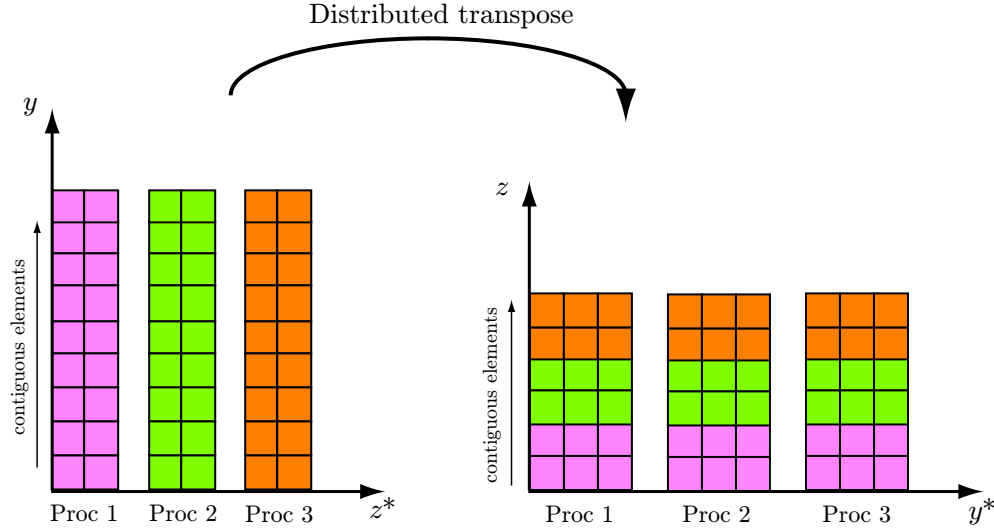 Distributed transpose
y
contiguous elements
Proc 1
Proc 2
Proc 3
z*
z
contiguous elements
Proc 1
Proc 2
Proc 3
y*